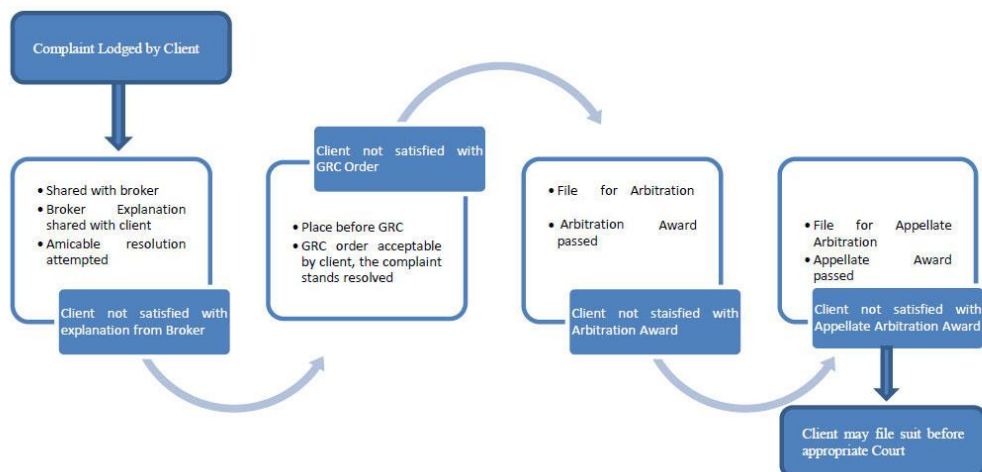 Complaint Lodged by Client
• Shared with broker
• Broker Explanation
shared with client
• Amicable resolution
attempted
Client not satisfied with
explanation from Broker
Client not satisfied with
GRC Order
• Place before GRC
• GRC order acceptable
by client, the complaint
stands resolved
• File for Arbitration
• Arbitration Award
passed
Client not staisfied with
Arbitration Award
• File for Appellate
Arbitration
• Appellate Award
passed
Client not satisfied with
Appellate Arbitration Award
Client may file suit before
appropriate Court